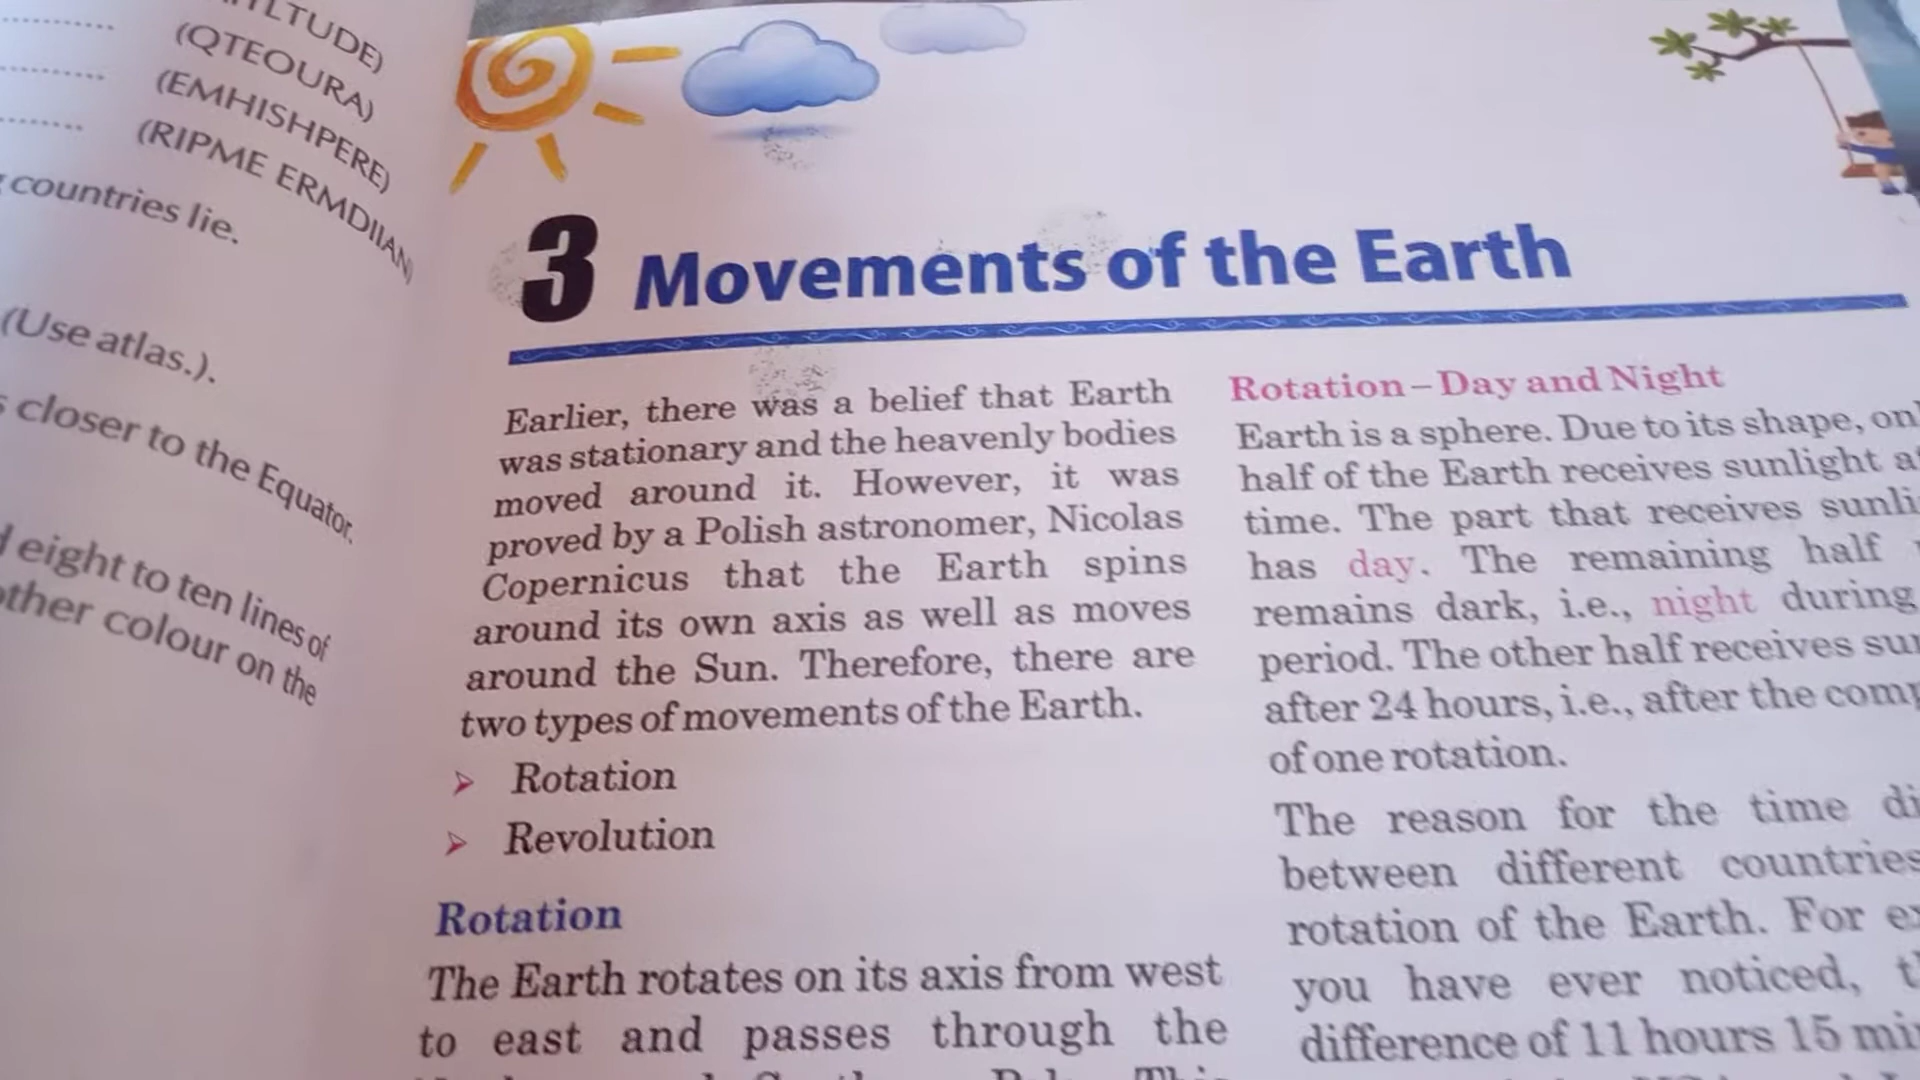 (QTEOURA)
(EMHISHPERE)
(RIPME ERMDIIAN)
countries lie.
(Use atlas.).
closer to the Equator.
eight to ten lines of
other colour on the
3 Movements of the Earth
Earlier, there was a belief that Earth
was stationary and the heavenly bodies
moved around it. However, it was
proved by a Polish astronomer, Nicolas
Copernicus that the Earth spins
around its own axis as well as moves
around the Sun. Therefore, there are
two types of movements of the Earth.
➢ Rotation
➢ Revolution
Rotation
The Earth rotates on its axis from west
to east and passes through the
Rotation – Day and Night
Earth is a sphere. Due to its shape,
half of the Earth receives sunlight
time. The part that receives
has day. The remaining half
remains dark, i.e., night during
period. The other half receives
after 24 hours, i.e., after the
of one rotation.
The reason for the time
between different countries
rotation of the Earth. For
you have ever noticed,
difference of 11 hours 15